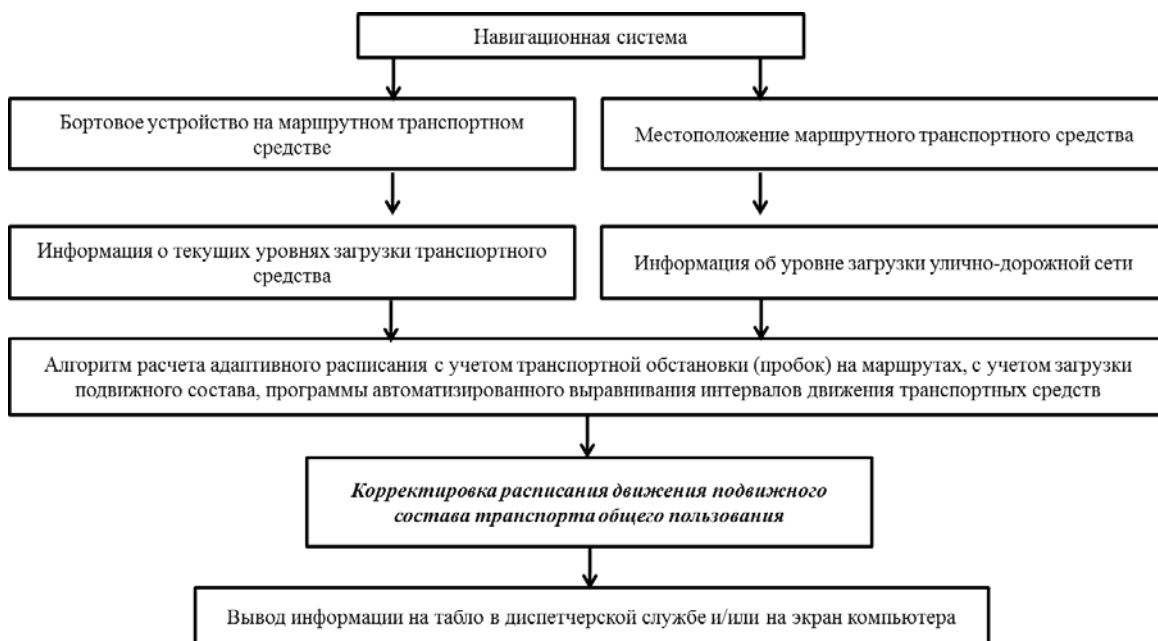 Навигационная система
Бортовое устройство на маршрутном транспортном
средстве
Местоположение маршрутного транспортного средства
Информация о текущих уровнях загрузки транспортного
средства
Информация об уровне загрузки улично-дорожной сети
Алгоритм расчета адаптивного расписания с учетом транспортной обстановки (пробок) на маршрутах, с учетом загрузки
подвижного состава, программы автоматизированного выравнивания интервалов движения транспортных средств
Корректировка расписания движения подвижного
состава транспорта общего пользования
Вывод информации на табло в диспетчерской службе и/или на экран компьютера